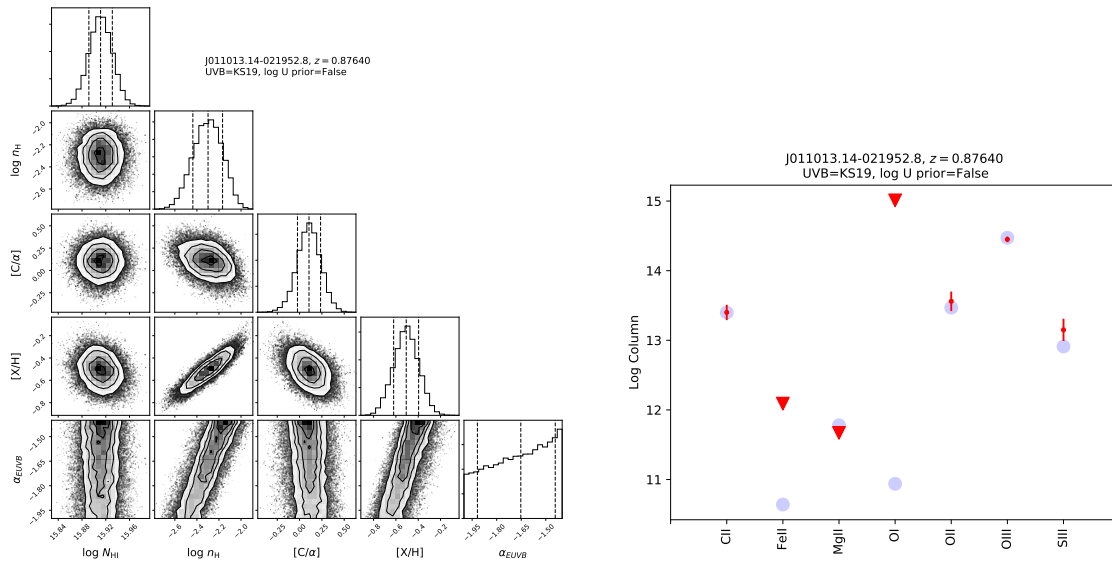 J011013.14-021952.8, z = 0.87640
UVB=KS19, log U prior=False
log n_H
−2.0
−2.2
−2.4
−2.6
[C/α]
0.50
0.25
0.00
−0.25
[X/H]
−0.2
−0.4
−0.6
−0.8
α_EUVB
−1.50
−1.65
−1.80
−1.95
15.84
15.88
15.92
15.96
log N_HI
−2.6
−2.4
−2.2
−2.0
log n_H
−0.25
0.00
0.25
0.50
[C/α]
−0.8
−0.6
−0.4
−0.2
[X/H]
−1.95
−1.80
−1.65
−1.50
α_EUVB
J011013.14-021952.8, z = 0.87640
UVB=KS19, log U prior=False
Log Column
15
14
13
12
11
CII
FeII
MgII
OI
OII
OIII
SIII